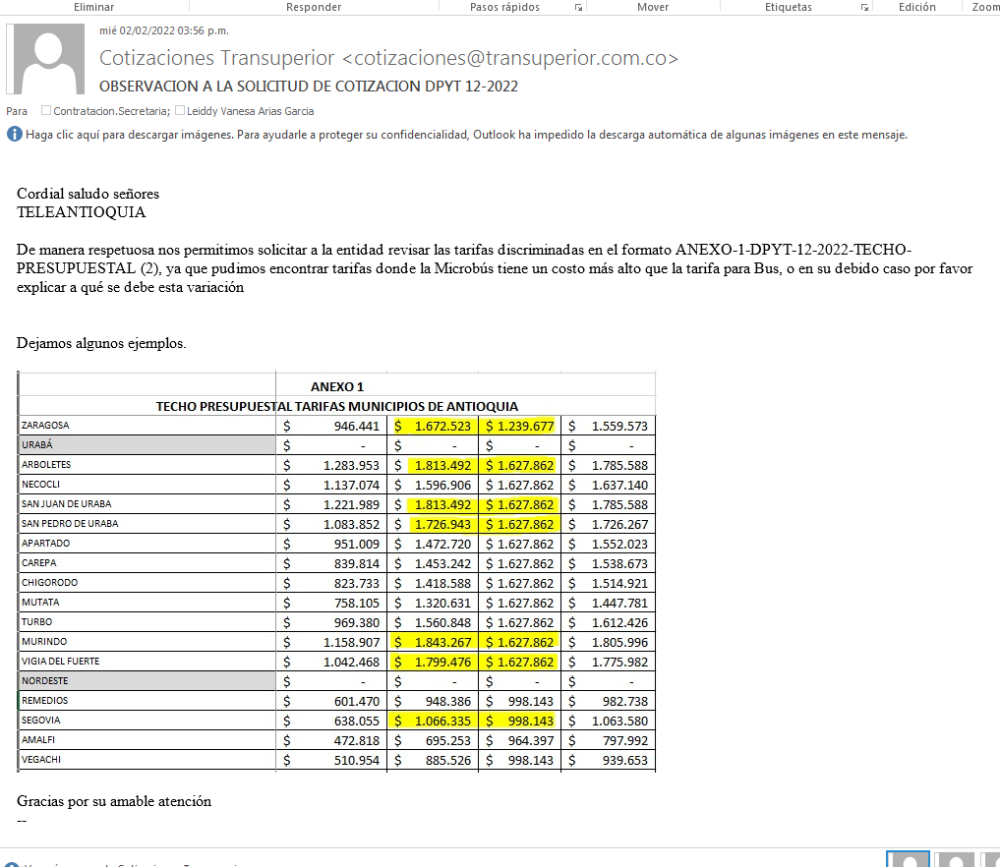 Eliminar Responder Pasos rápidos Mover Etiquetas Edición Zoom
mié 02/02/2022 03:56 p.m.
Cotizaciones Transuperior <cotizaciones@transuperior.com.co>
OBSERVACION A LA SOLICITUD DE COTIZACION DPYT 12-2022
Para Contratacion.Secretaria; Leiddy Vanesa Arias Garcia
Haga clic aquí para descargar imágenes. Para ayudarle a proteger su confidencialidad, Outlook ha impedido la descarga automática de algunas imágenes en este mensaje.
Cordial saludo señores
TELEANTIOQUIA
De manera respetuosa nos permitimos solicitar a la entidad revisar las tarifas discriminadas en el formato ANEXO-1-DPYT-12-2022-TECHO-
PRESUPUESTAL (2), ya que pudimos encontrar tarifas donde la Microbús tiene un costo más alto que la tarifa para Bus, o en su debido caso por favor
explicar a qué se debe esta variación
Dejamos algunos ejemplos.
ANEXO 1
TECHO PRESUPUESTAL TARIFAS MUNICIPIOS DE ANTIOQUIA
ZARAGOSA $ 946.441 $ 1.672.523 $ 1.239.677 $ 1.559.573
URABÁ $ - $ - $ - $ -
ARBOLETES $ 1.283.953 $ 1.813.492 $ 1.627.862 $ 1.785.588
NECOCLI $ 1.137.074 $ 1.596.906 $ 1.627.862 $ 1.637.140
SAN JUAN DE URABA $ 1.221.989 $ 1.813.492 $ 1.627.862 $ 1.785.588
SAN PEDRO DE URABA $ 1.083.852 $ 1.726.943 $ 1.627.862 $ 1.726.267
APARTADO $ 951.009 $ 1.472.720 $ 1.627.862 $ 1.552.023
CAREPA $ 839.814 $ 1.453.242 $ 1.627.862 $ 1.538.673
CHIGORODO $ 823.733 $ 1.418.588 $ 1.627.862 $ 1.514.921
MUTATA $ 758.105 $ 1.320.631 $ 1.627.862 $ 1.447.781
TURBO $ 969.380 $ 1.560.848 $ 1.627.862 $ 1.612.426
MURINDO $ 1.158.907 $ 1.843.267 $ 1.627.862 $ 1.805.996
VIGIA DEL FUERTE $ 1.042.468 $ 1.799.476 $ 1.627.862 $ 1.775.982
NORDESTE $ - $ - $ - $ -
REMEDIOS $ 601.470 $ 948.386 $ 998.143 $ 982.738
SEGOVIA $ 638.055 $ 1.066.335 $ 998.143 $ 1.063.580
AMALFI $ 472.818 $ 695.253 $ 964.397 $ 797.992
VEGACHI $ 510.954 $ 885.526 $ 998.143 $ 939.653
Gracias por su amable atención
--